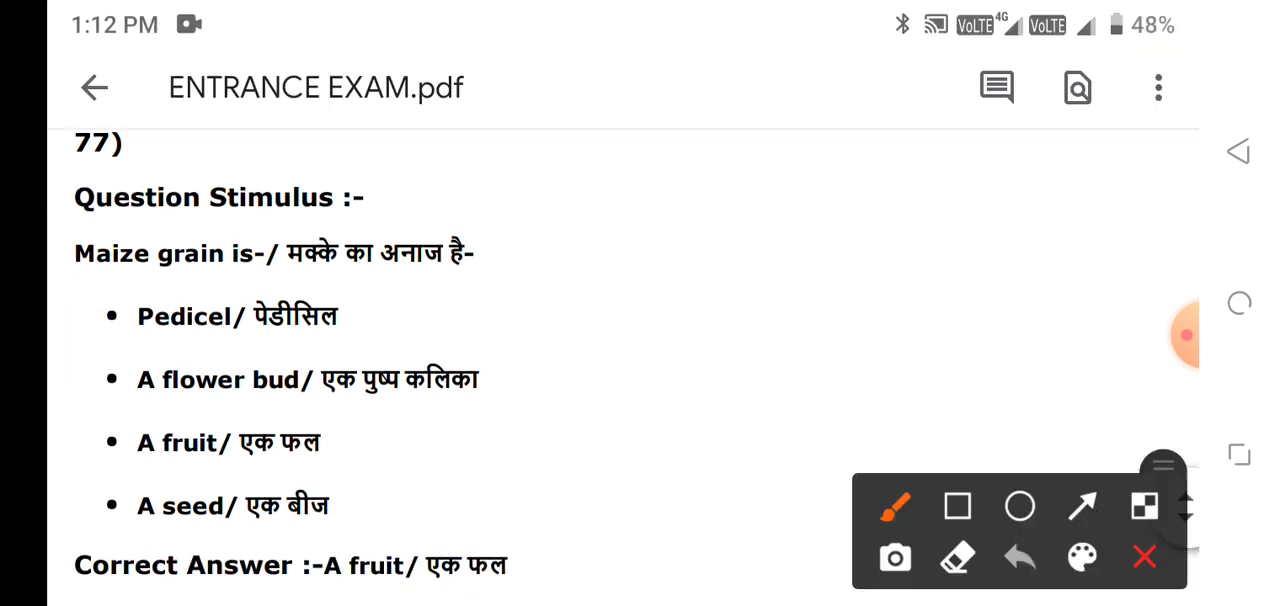 1:12 PM VoLTE 4G VoLTE 48%
ENTRANCE EXAM.pdf
77)
Question Stimulus :-
Maize grain is-/ मक्के का अनाज है-
• Pedicel/ पेडीसिल
• A flower bud/ एक पुष्प कलिका
• A fruit/ एक फल
• A seed/ एक बीज
Correct Answer :-A fruit/ एक फल